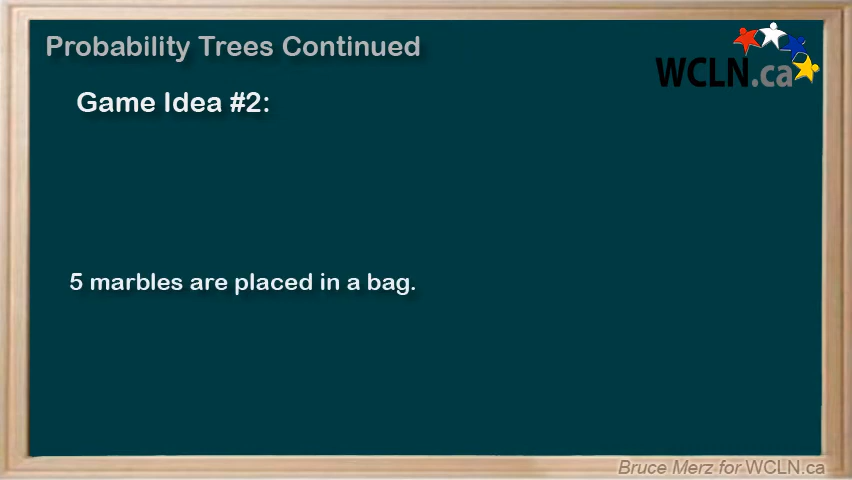 Probability Trees Continued
WCLN.ca
Game Idea #2:
5 marbles are placed in a bag.
Bruce Merz for WCLN.ca